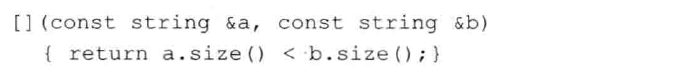 [](const string &a, const string &b)
{ return a.size() < b.size();}